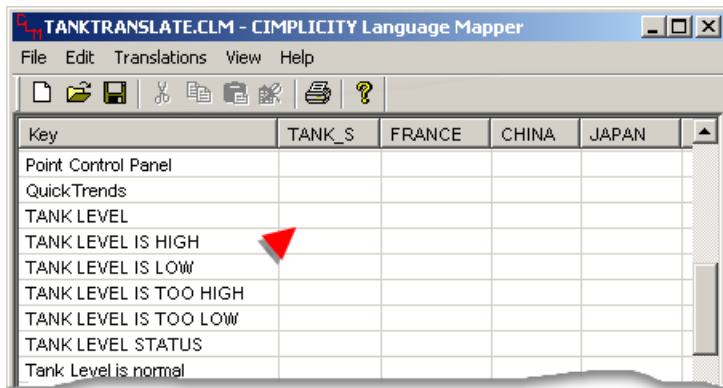 CLM TANKTRANSLATE.CLM - CIMPLICITY Language Mapper
File Edit Translations View Help
Key TANK_S FRANCE CHINA JAPAN
Point Control Panel
QuickTrends
TANK LEVEL
TANK LEVEL IS HIGH
TANK LEVEL IS LOW
TANK LEVEL IS TOO HIGH
TANK LEVEL IS TOO LOW
TANK LEVEL STATUS
Tank Level is normal